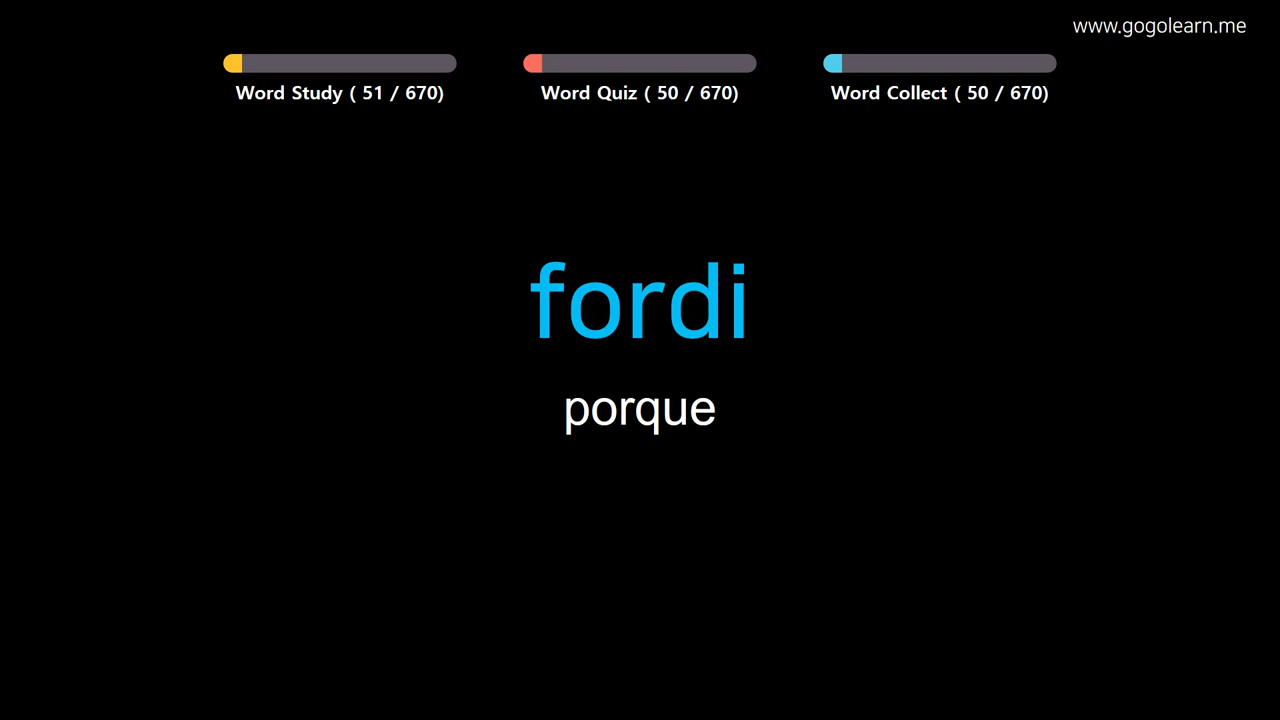 www.gogolearn.me
Word Study ( 51 / 670)
Word Quiz ( 50 / 670)
Word Collect ( 50 / 670)
fordi
porque